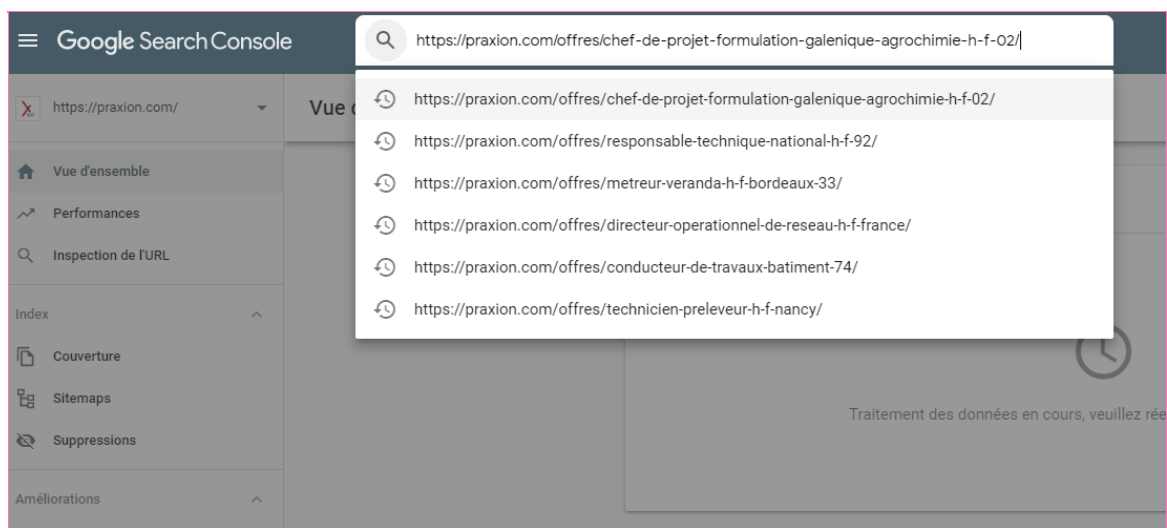 Google Search Console
https://praxion.com/offres/chef-de-projet-formulation-galenique-agrochimie-h-f-02/
https://praxion.com/
Vue
https://praxion.com/offres/chef-de-projet-formulation-galenique-agrochimie-h-f-02/
https://praxion.com/offres/responsable-technique-national-h-f-92/
https://praxion.com/offres/metreur-veranda-h-f-bordeaux-33/
https://praxion.com/offres/directeur-operationnel-de-reseau-h-f-france/
https://praxion.com/offres/conducteur-de-travaux-batiment-74/
https://praxion.com/offres/technicien-preleveur-h-f-nancy/
Vue d'ensemble
Performances
Inspection de l'URL
Index
Couverture
Sitemaps
Suppressions
Améliorations
Traitement des données en cours, veuillez rée